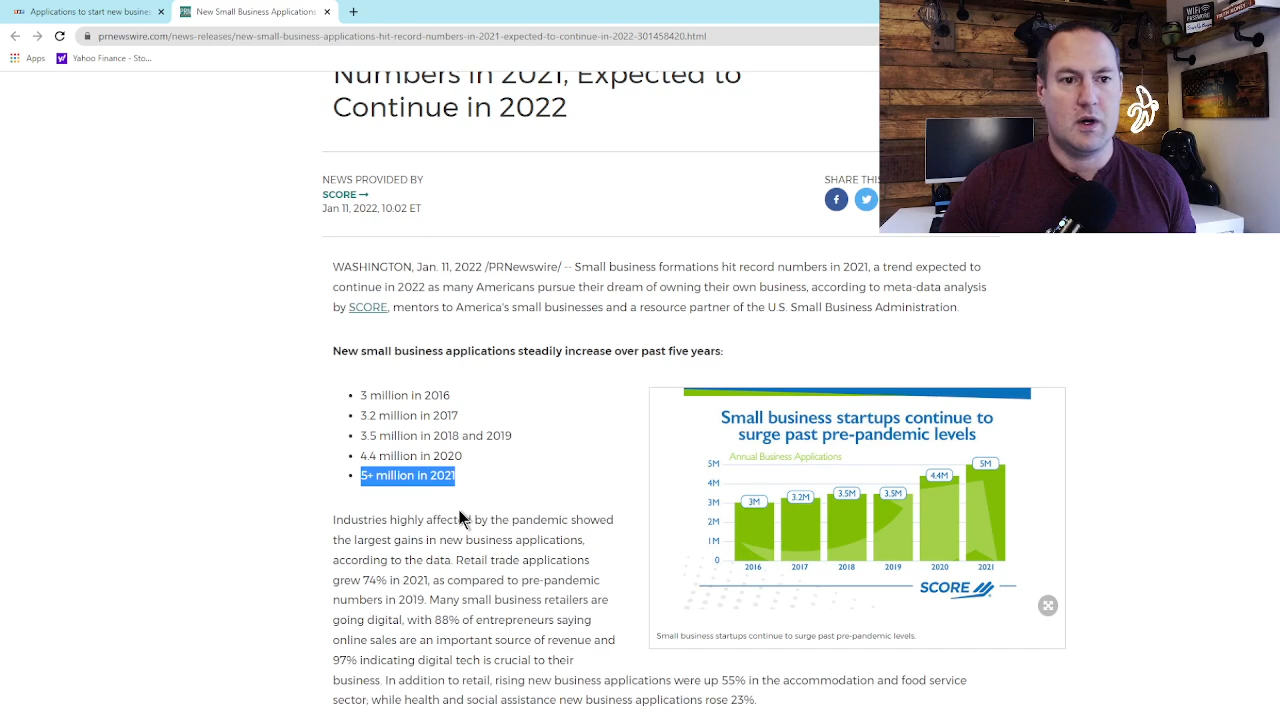 Applications to start new busine
New Small Business Applications
prnewswire.com/news-releases/new-small-business-applications-hit-record-numbers-in-2021-expected-to-continue-in-2022-301458420.html
Apps
Yahoo Finance - Sto...
WIFI
PASSWORD
Numbers in 2021, Expected to
Continue in 2022
NEWS PROVIDED BY
SCORE →
Jan 11, 2022, 10:02 ET
SHARE THIS
WASHINGTON, Jan. 11, 2022 /PRNewswire/ -- Small business formations hit record numbers in 2021, a trend expected to
continue in 2022 as many Americans pursue their dream of owning their own business, according to meta-data analysis
by SCORE, mentors to America's small businesses and a resource partner of the U.S. Small Business Administration.
New small business applications steadily increase over past five years:
• 3 million in 2016
• 3.2 million in 2017
• 3.5 million in 2018 and 2019
• 4.4 million in 2020
• 5+ million in 2021
Industries highly affected by the pandemic showed
the largest gains in new business applications,
according to the data. Retail trade applications
grew 74% in 2021, as compared to pre-pandemic
numbers in 2019. Many small business retailers are
going digital, with 88% of entrepreneurs saying
online sales are an important source of revenue and
97% indicating digital tech is crucial to their
business. In addition to retail, rising new business applications were up 55% in the accommodation and food service
sector; while health and social assistance new business applications rose 23%.
Small business startups continue to
surge past pre-pandemic levels
Annual Business Applications
5M
4M
3M
2M
1M
0
3M
3.2M
3.5M
3.5M
4.4M
5M
2016 2017 2018 2019 2020 2021
SCORE
Small business startups continue to surge past pre-pandemic levels.